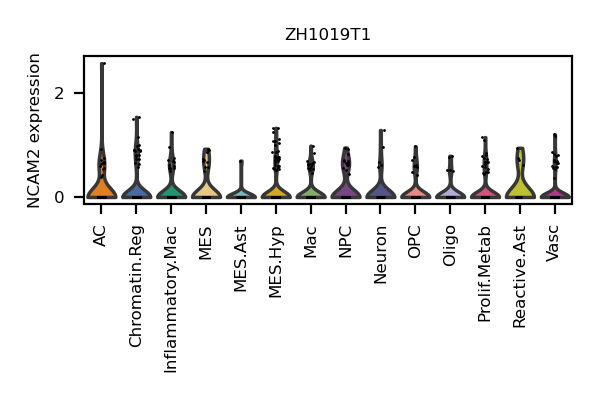 ZH1019T1
NCAM2 expression
2
0
AC
Chromatin.Reg
Inflammatory.Mac
MES
MES.Ast
MES.Hyp
Mac
NPC
Neuron
OPC
Oligo
Prolif.Metab
Reactive.Ast
Vasc